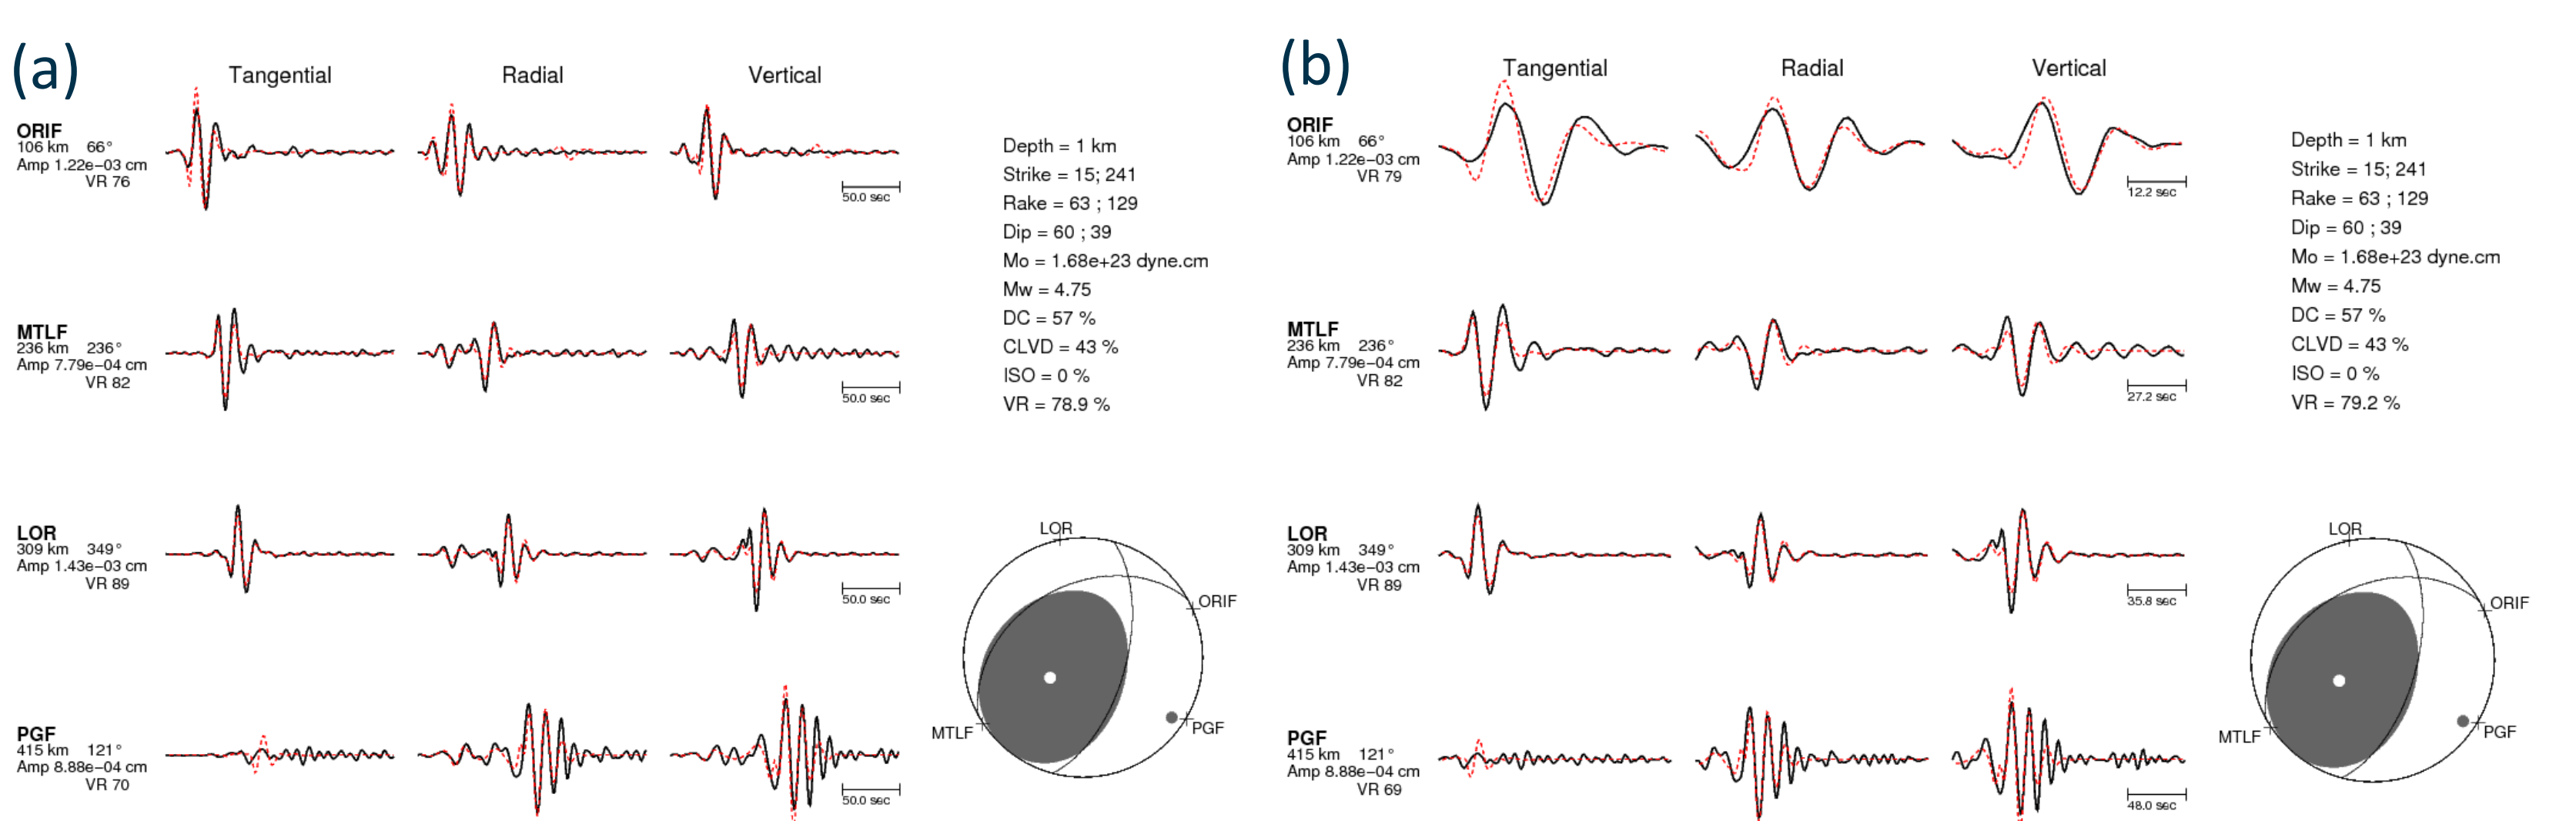 (a)
Tangential Radial Vertical
ORIF
106 km 66°
Amp 1.22e−03 cm
VR 76
50.0 sec
MTLF
236 km 236°
Amp 7.79e−04 cm
VR 82
50.0 sec
LOR
309 km 349°
Amp 1.43e−03 cm
VR 89
50.0 sec
PGF
415 km 121°
Amp 8.88e−04 cm
VR 70
50.0 sec
Depth = 1 km
Strike = 15; 241
Rake = 63 ; 129
Dip = 60 ; 39
Mo = 1.68e+23 dyne.cm
Mw = 4.75
DC = 57 %
CLVD = 43 %
ISO = 0 %
VR = 78.9 %
LOR
ORIF
MTLF
PGF
(b)
Tangential Radial Vertical
ORIF
106 km 66°
Amp 1.22e−03 cm
VR 79
12.2 sec
MTLF
236 km 236°
Amp 7.79e−04 cm
VR 82
27.2 sec
LOR
309 km 349°
Amp 1.43e−03 cm
VR 89
35.8 sec
PGF
415 km 121°
Amp 8.88e−04 cm
VR 69
48.0 sec
Depth = 1 km
Strike = 15; 241
Rake = 63 ; 129
Dip = 60 ; 39
Mo = 1.68e+23 dyne.cm
Mw = 4.75
DC = 57 %
CLVD = 43 %
ISO = 0 %
VR = 79.2 %
LOR
ORIF
MTLF
PGF